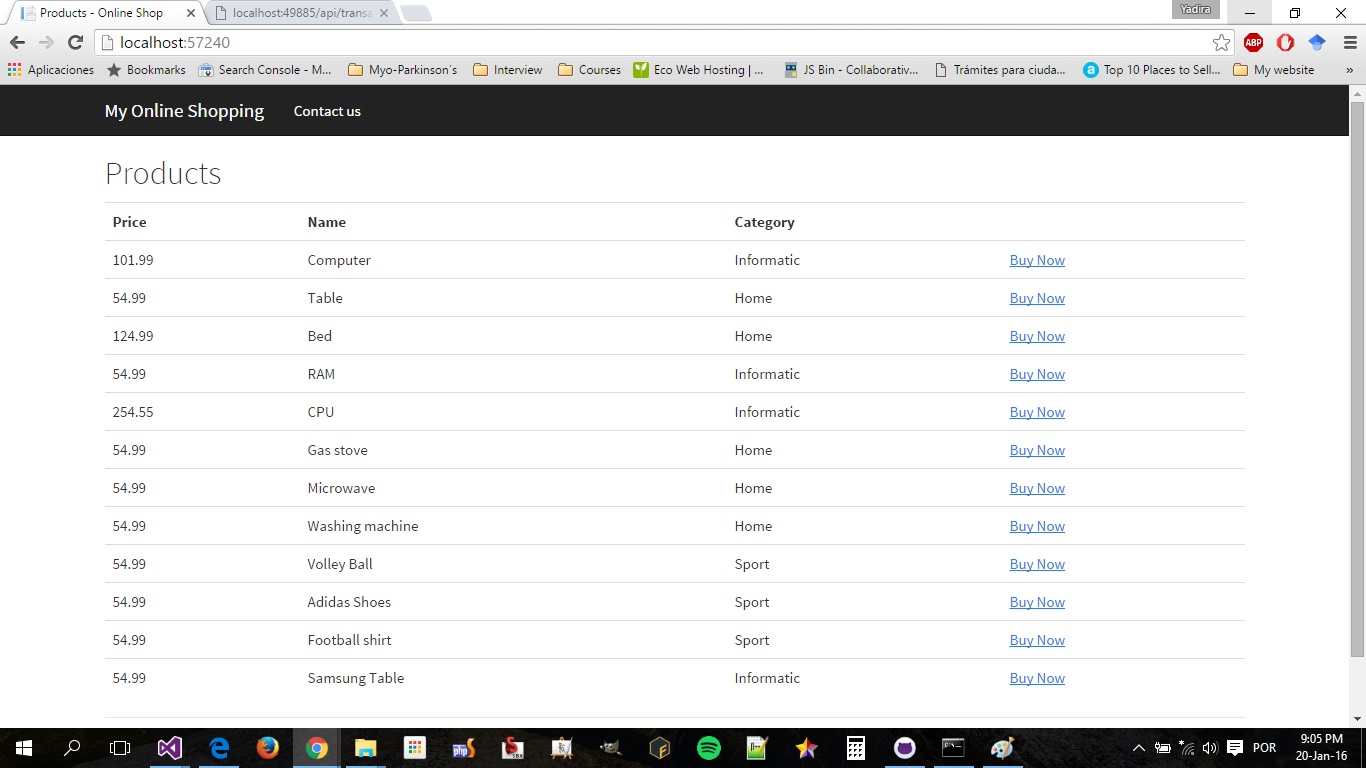 Products - Online Shop
localhost:49885/api/transa
Yadira
localhost:57240
ABP
Aplicaciones
Bookmarks
Search Console - M...
Myo-Parkinson´s
Interview
Courses
Eco Web Hosting | ...
JS Bin - Collaborativ...
Trámites para ciuda...
a Top 10 Places to Sell...
My website
»
My Online Shopping
Contact us
Products
Price Name Category
101.99 Computer Informatic Buy Now
54.99 Table Home Buy Now
124.99 Bed Home Buy Now
54.99 RAM Informatic Buy Now
254.55 CPU Informatic Buy Now
54.99 Gas stove Home Buy Now
54.99 Microwave Home Buy Now
54.99 Washing machine Home Buy Now
54.99 Volley Ball Sport Buy Now
54.99 Adidas Shoes Sport Buy Now
54.99 Football shirt Sport Buy Now
54.99 Samsung Table Informatic Buy Now
php
POR
9:05 PM
20-Jan-16